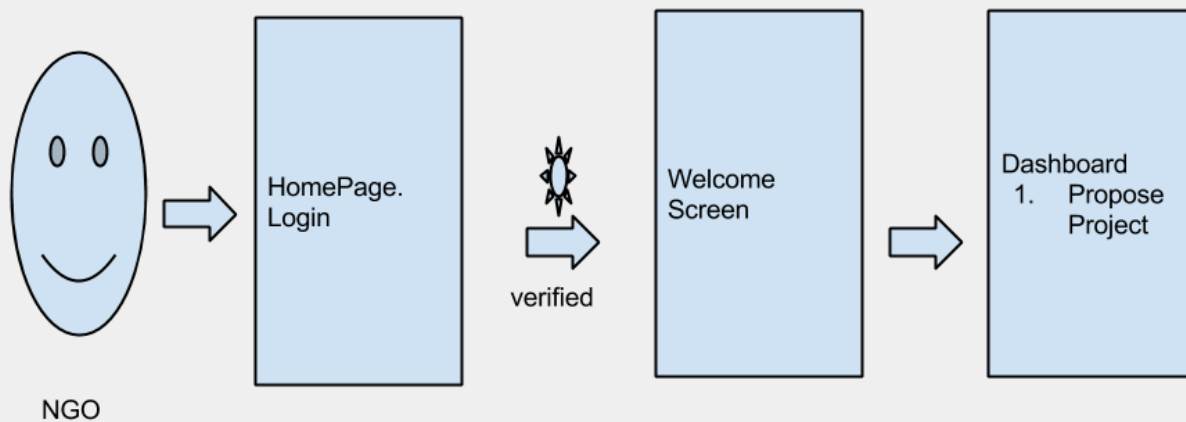 HomePage.
Login
verified
Welcome
Screen
Dashboard
1. Propose
Project
NGO